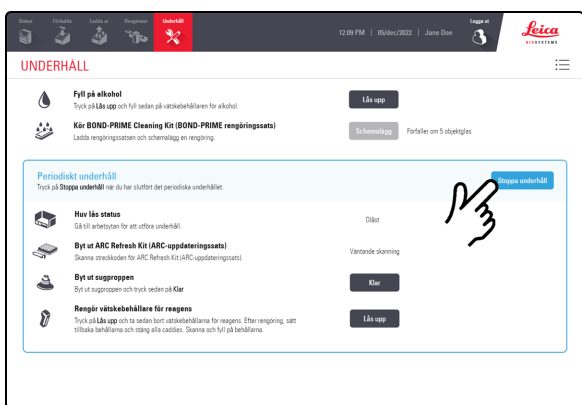 Status Förbedda Ladda ur Reagenser Underhåll
12:09 PM | 05/dec/2022 | Jane Doe
Logga ut
Leica
BIOSYSTEMS
UNDERHÅLL
Fyll på alkohol
Tryck på Lås upp och fyll sedan på vätskebehållaren för alkohol.
Lås upp
Kör BOND-PRIME Cleaning Kit (BOND-PRIME rengöringssats)
Ladda rengöringssatsen och schemalägg en rengöring.
Schemalägg
Förfaller om 5 objektglas
Periodiskt underhåll
Tryck på Stoppa underhåll när du har slutfört det periodiska underhållet.
Stoppa underhåll
Huv lås status
Gå till arbetsytan för att utföra underhåll.
Olåst
Byt ut ARC Refresh Kit (ARC-uppdateringssats)
Skanna streckkoden för ARC Refresh Kit (ARC-uppdateringssats).
Väntande skanning
Byt ut sugproppen
Byt ut sugproppen och tryck sedan på Klar
Klar
Rengör vätskebehållare för reagens
Tryck på Lås upp och ta sedan bort vätskebehållarna för reagens. Efter rengöring, sätt
tillbaka behållarna och stäng alla caddies. Skanna och fyll på behållarna.
Lås upp